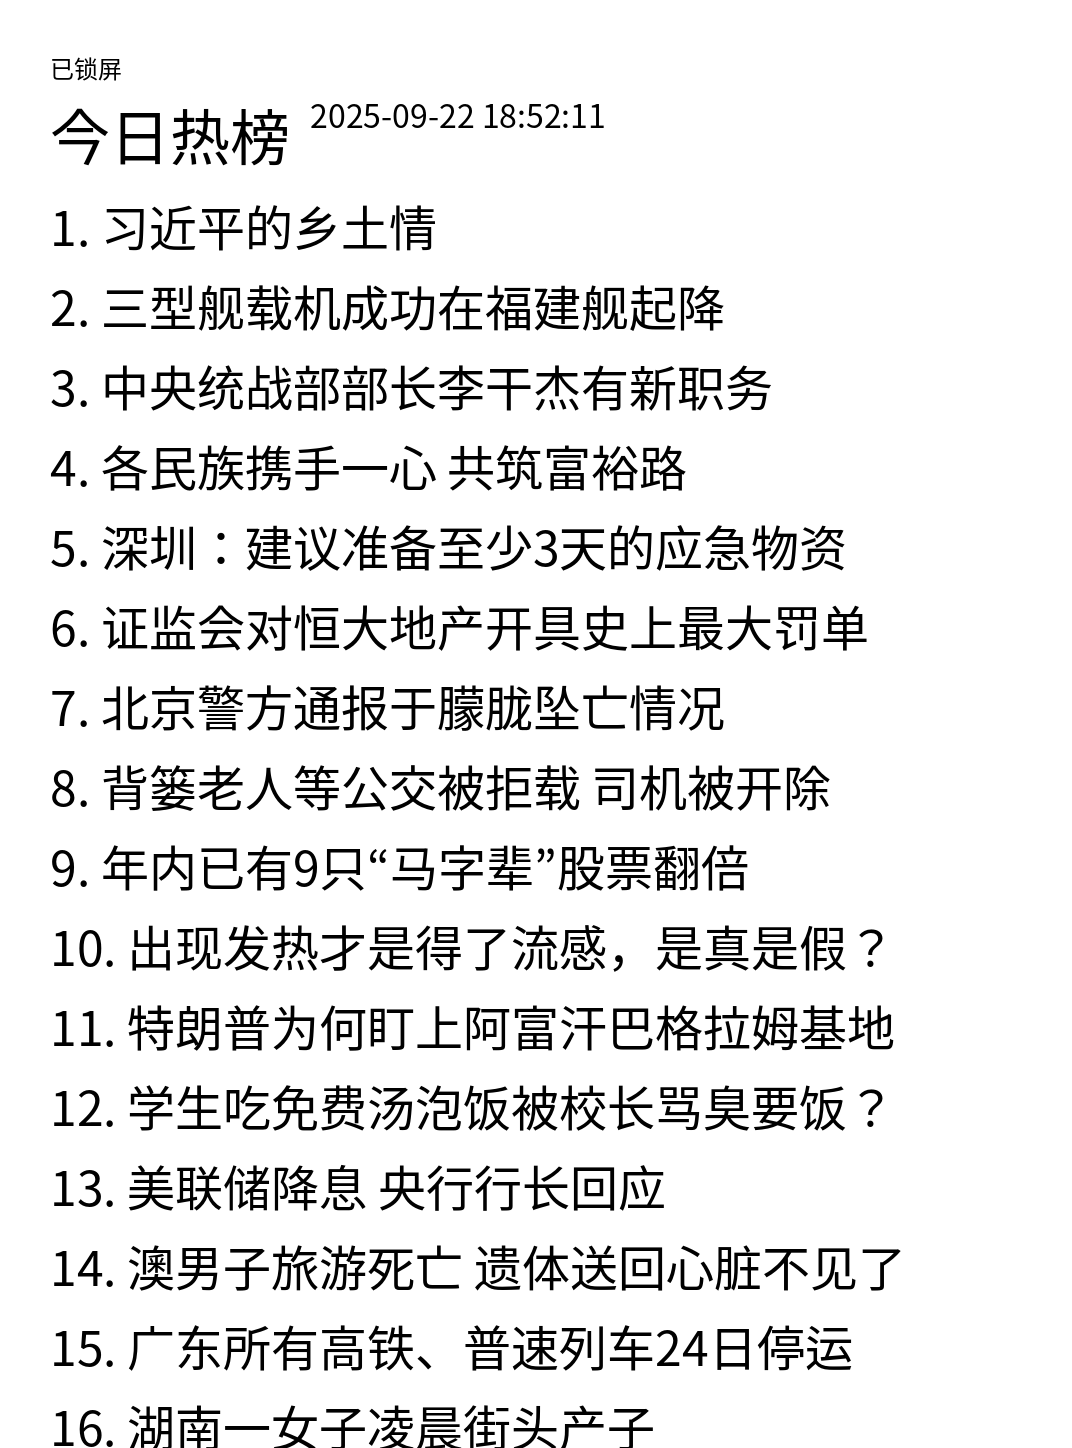 已锁屏
今日热榜 2025-09-22 18:52:11
1. 习近平的乡土情
2. 三型舰载机成功在福建舰起降
3. 中央统战部部长李干杰有新职务
4. 各民族携手一心 共筑富裕路
5. 深圳：建议准备至少3天的应急物资
6. 证监会对恒大地产开具史上最大罚单
7. 北京警方通报于朦胧坠亡情况
8. 背篓老人等公交被拒载 司机被开除
9. 年内已有9只“马字辈”股票翻倍
10. 出现发热才是得了流感，是真是假？
11. 特朗普为何盯上阿富汗巴格拉姆基地
12. 学生吃免费汤泡饭被校长骂臭要饭？
13. 美联储降息 央行行长回应
14. 澳男子旅游死亡 遗体送回心脏不见了
15. 广东所有高铁、普速列车24日停运
16. 湖南一女子凌晨街头产子